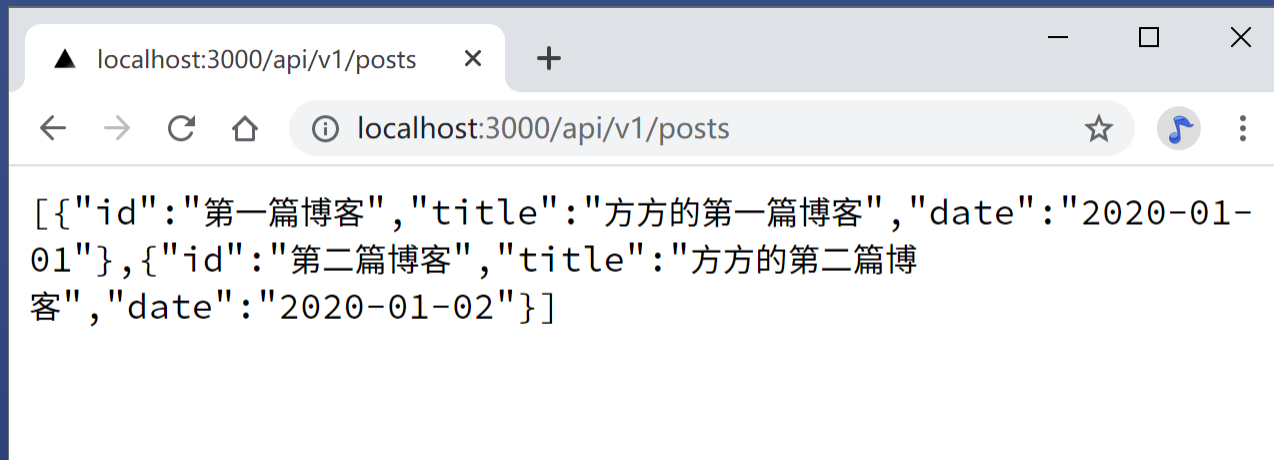 localhost:3000/api/v1/posts
localhost:3000/api/v1/posts
[{"id":"第一篇博客","title":"方方的第一篇博客","date":"2020-01-
01"},{"id":"第二篇博客","title":"方方的第二篇博
客","date":"2020-01-02"}]